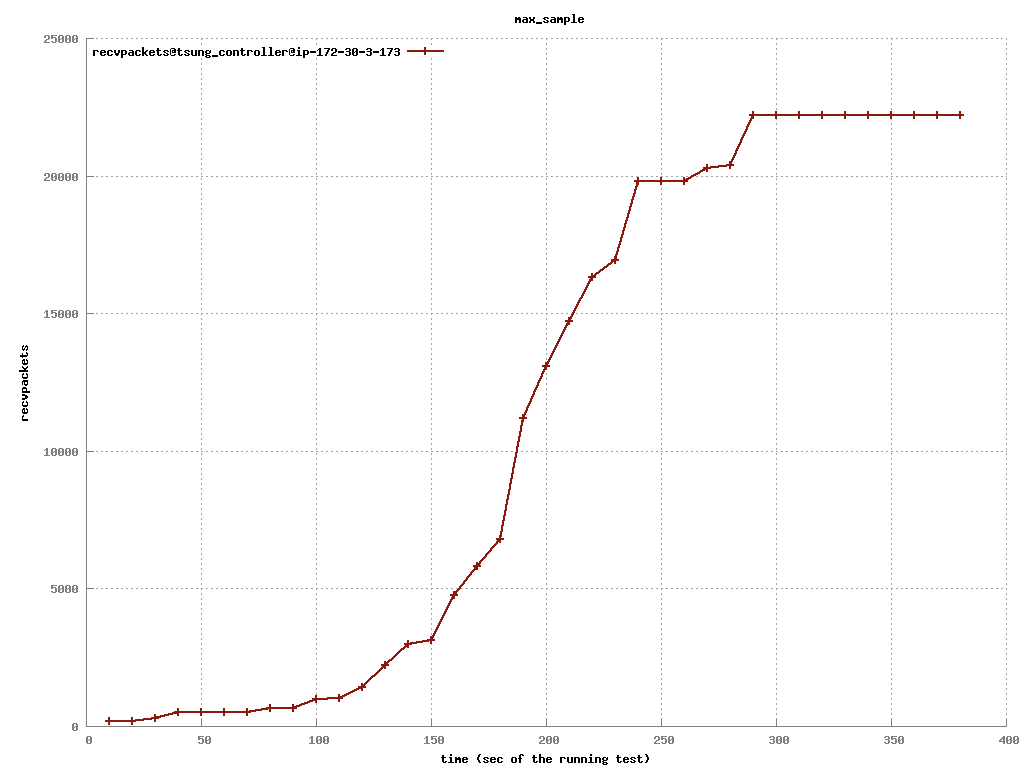 max_sample
25000
recvpackets@tsung_controller@ip-172-30-3-173
20000
15000
recvpackets
10000
5000
0
0 50 100 150 200 250 300 350 400
time (sec of the running test)